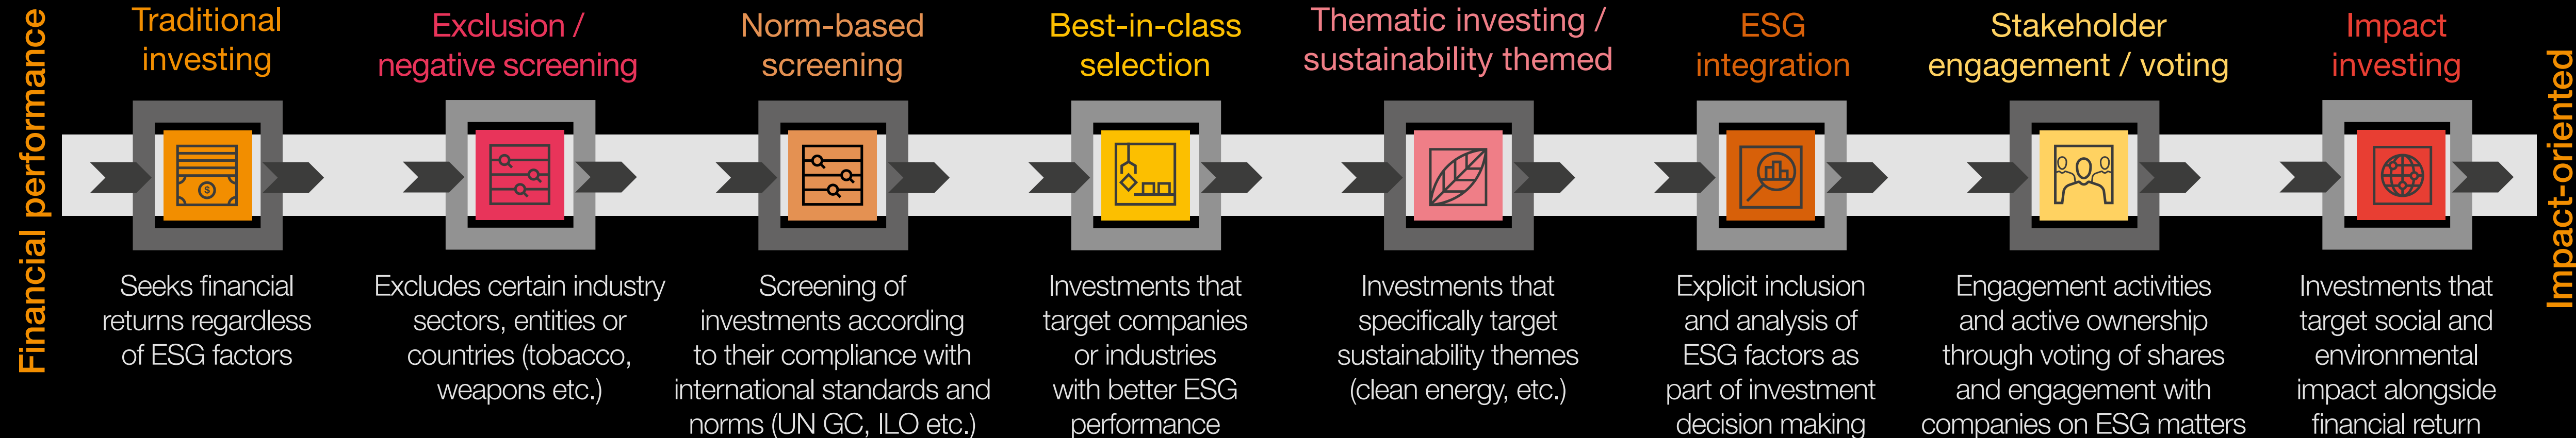 Financial performance
Traditional
investing
Seeks financial
returns regardless
of ESG factors
Exclusion /
negative screening
Excludes certain industry
sectors, entities or
countries (tobacco,
weapons etc.)
Norm-based
screening
Screening of
investments according
to their compliance with
international standards and
norms (UN GC, ILO etc.)
Best-in-class
selection
Investments that
target companies
or industries
with better ESG
performance
Thematic investing /
sustainability themed
Investments that
specifically target
sustainability themes
(clean energy, etc.)
ESG
integration
Explicit inclusion
and analysis of
ESG factors as
part of investment
decision making
Stakeholder
engagement / voting
Engagement activities
and active ownership
through voting of shares
and engagement with
companies on ESG matters
Impact
investing
Investments that
target social and
environmental
impact alongside
financial return
Impact-oriented
$